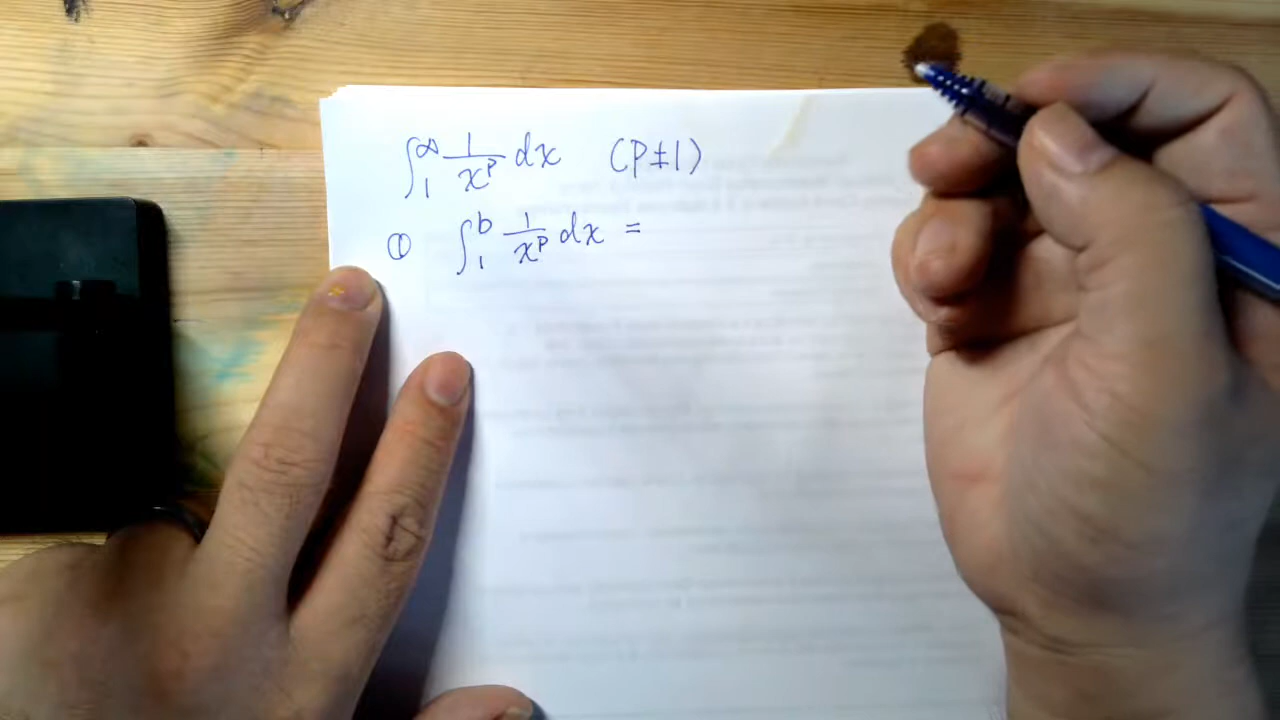 ∫₁^∞ 1/x^p dx (P≠1)
① ∫₁^b 1/x^p dx =